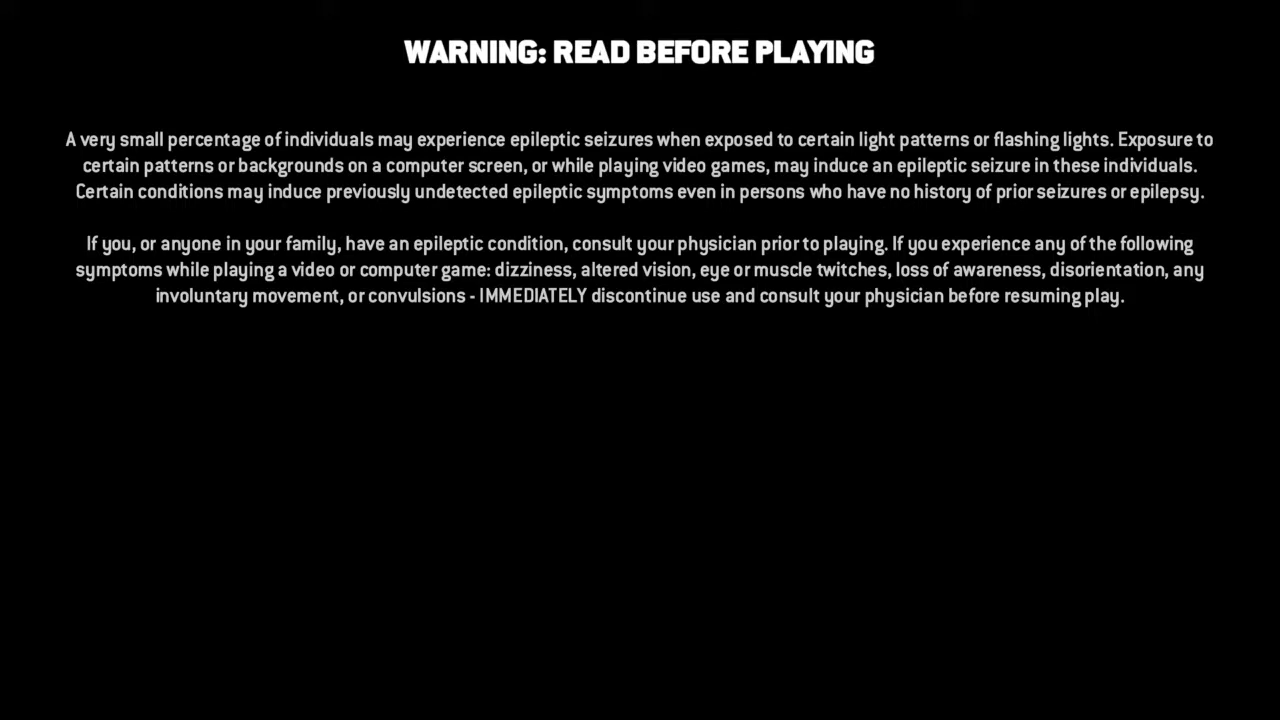 WARNING: READ BEFORE PLAYING
A very small percentage of individuals may experience epileptic seizures when exposed to certain light patterns or flashing lights. Exposure to
certain patterns or backgrounds on a computer screen, or while playing video games, may induce an epileptic seizure in these individuals.
Certain conditions may induce previously undetected epileptic symptoms even in persons who have no history of prior seizures or epilepsy.
If you, or anyone in your family, have an epileptic condition, consult your physician prior to playing. If you experience any of the following
symptoms while playing a video or computer game: dizziness, altered vision, eye or muscle twitches, loss of awareness, disorientation, any
involuntary movement, or convulsions - IMMEDIATELY discontinue use and consult your physician before resuming play.